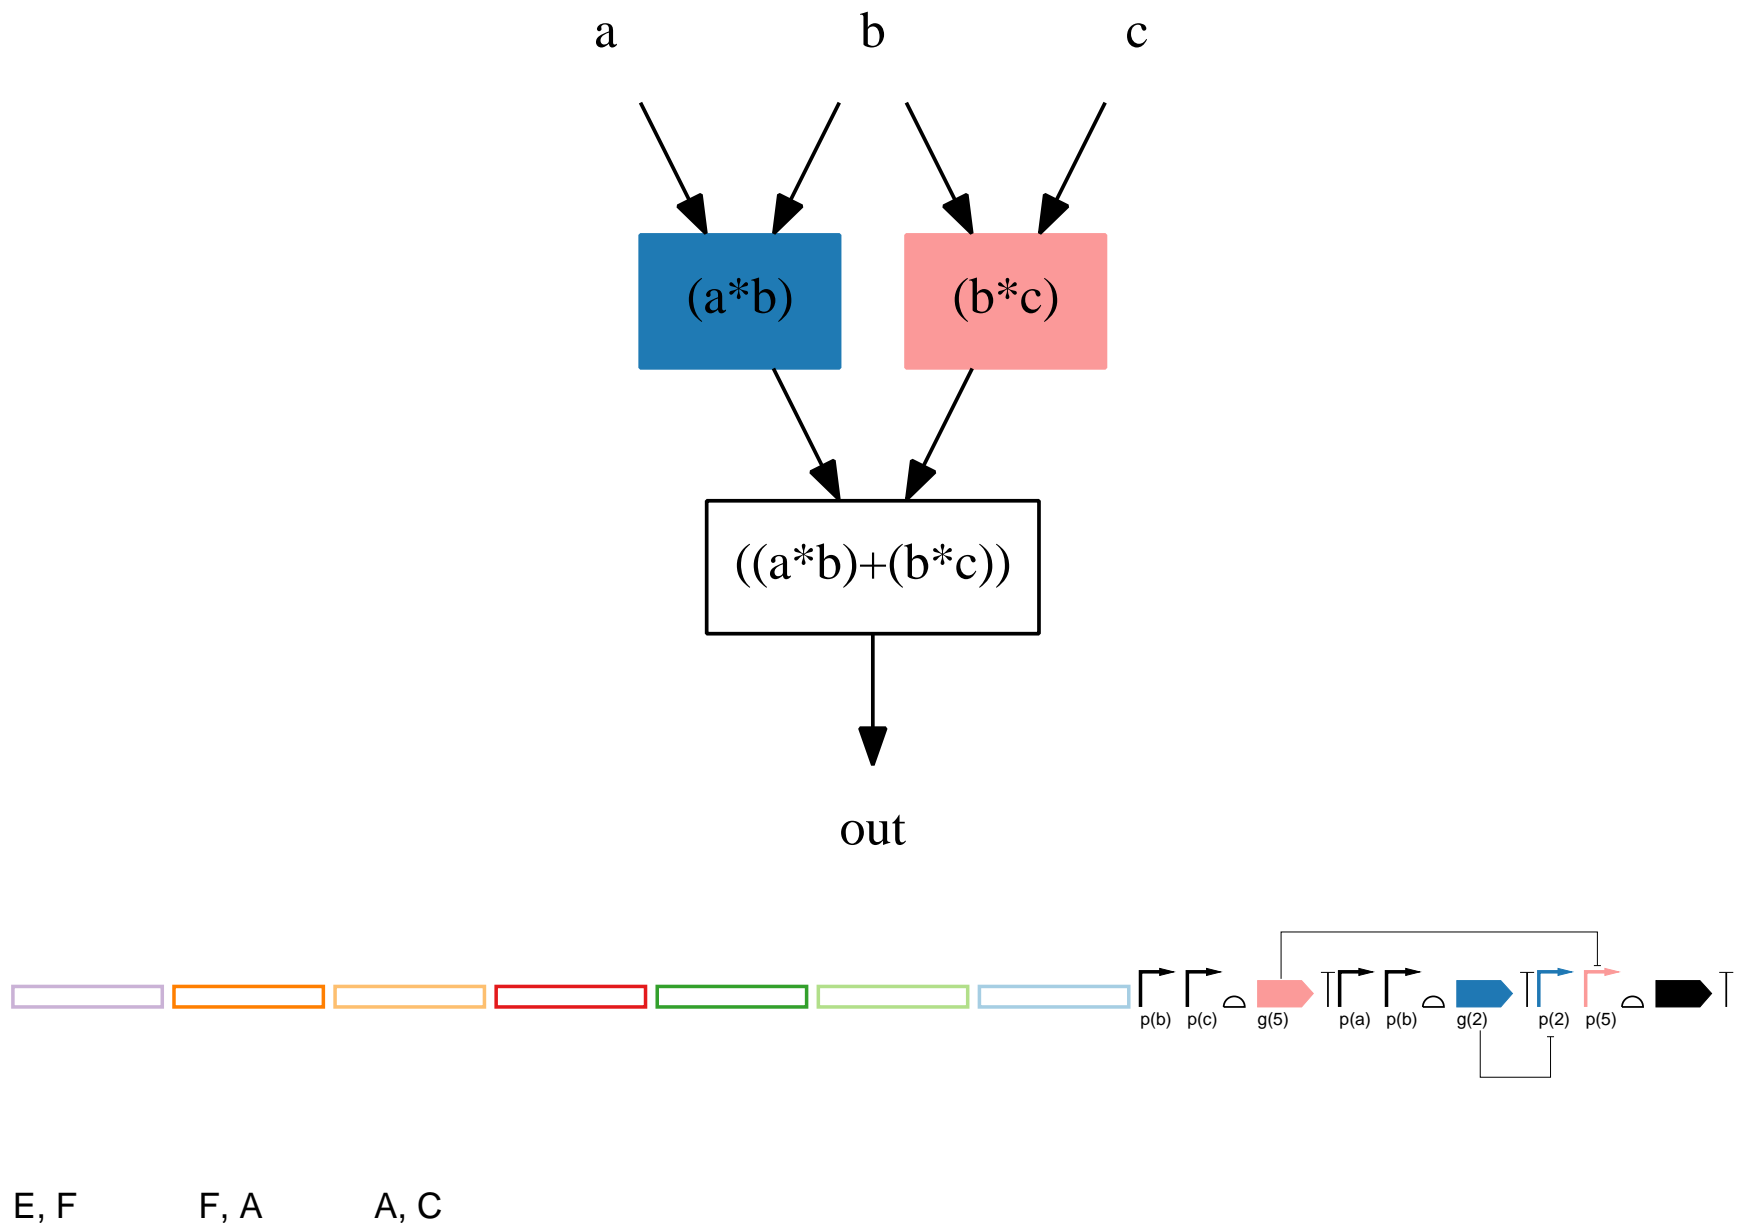 a b c
(a*b) (b*c)
((a*b)+(b*c))
out
p(b) p(c) g(5) p(a) p(b) g(2) p(2) p(5)
E, F F, A A, C